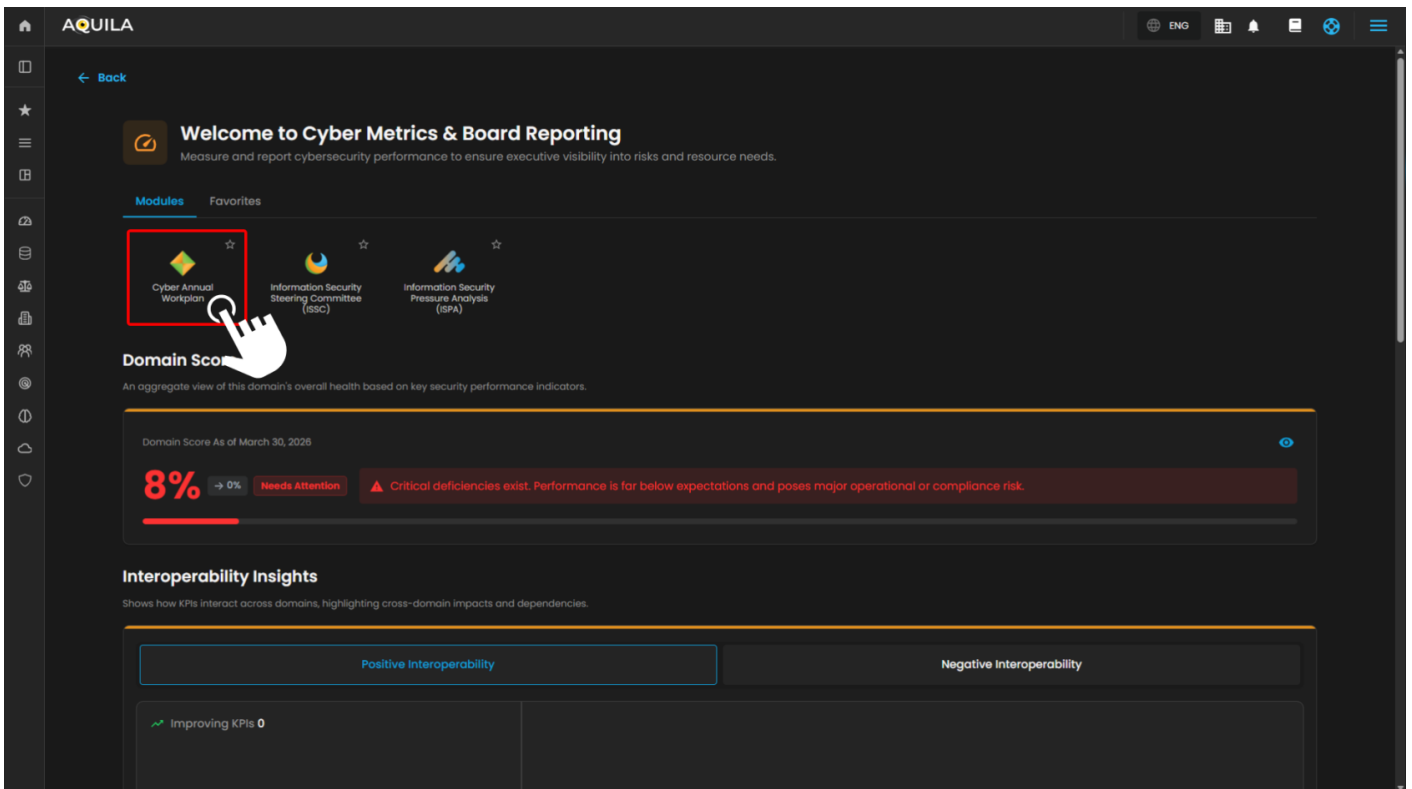 AQUILA
ENG
← Back
Welcome to Cyber Metrics & Board Reporting
Measure and report cybersecurity performance to ensure executive visibility into risks and resource needs.
Modules
Favorites
Cyber Annual
Workplan
Information Security
Steering Committee
(ISSC)
Information Security
Pressure Analysis
(ISPA)
Domain Scor
An aggregate view of this domain's overall health based on key security performance indicators.
Domain Score As of March 30, 2026
8%
→ 0%
Needs Attention
Critical deficiencies exist. Performance is far below expectations and poses major operational or compliance risk.
Interoperability Insights
Shows how KPIs interact across domains, highlighting cross-domain impacts and dependencies.
Positive Interoperability
Negative Interoperability
Improving KPIs 0